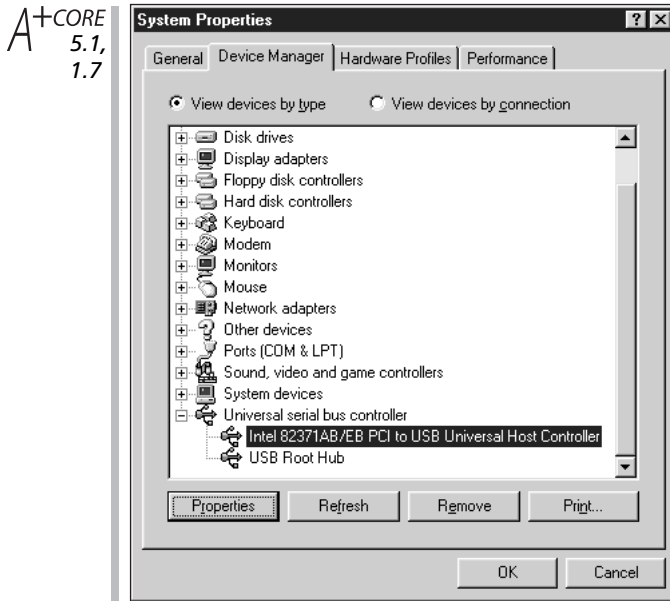 A+CORE
5.1,
1.7
System Properties
General Device Manager Hardware Profiles Performance
View devices by type View devices by connection
Disk drives
Display adapters
Floppy disk controllers
Hard disk controllers
Keyboard
Modem
Monitors
Mouse
Network adapters
Other devices
Ports (COM & LPT)
Sound, video and game controllers
System devices
Universal serial bus controller
Intel 82371AB/EB PCI to USB Universal Host Controller
USB Root Hub
Properties Refresh Remove Print...
OK Cancel